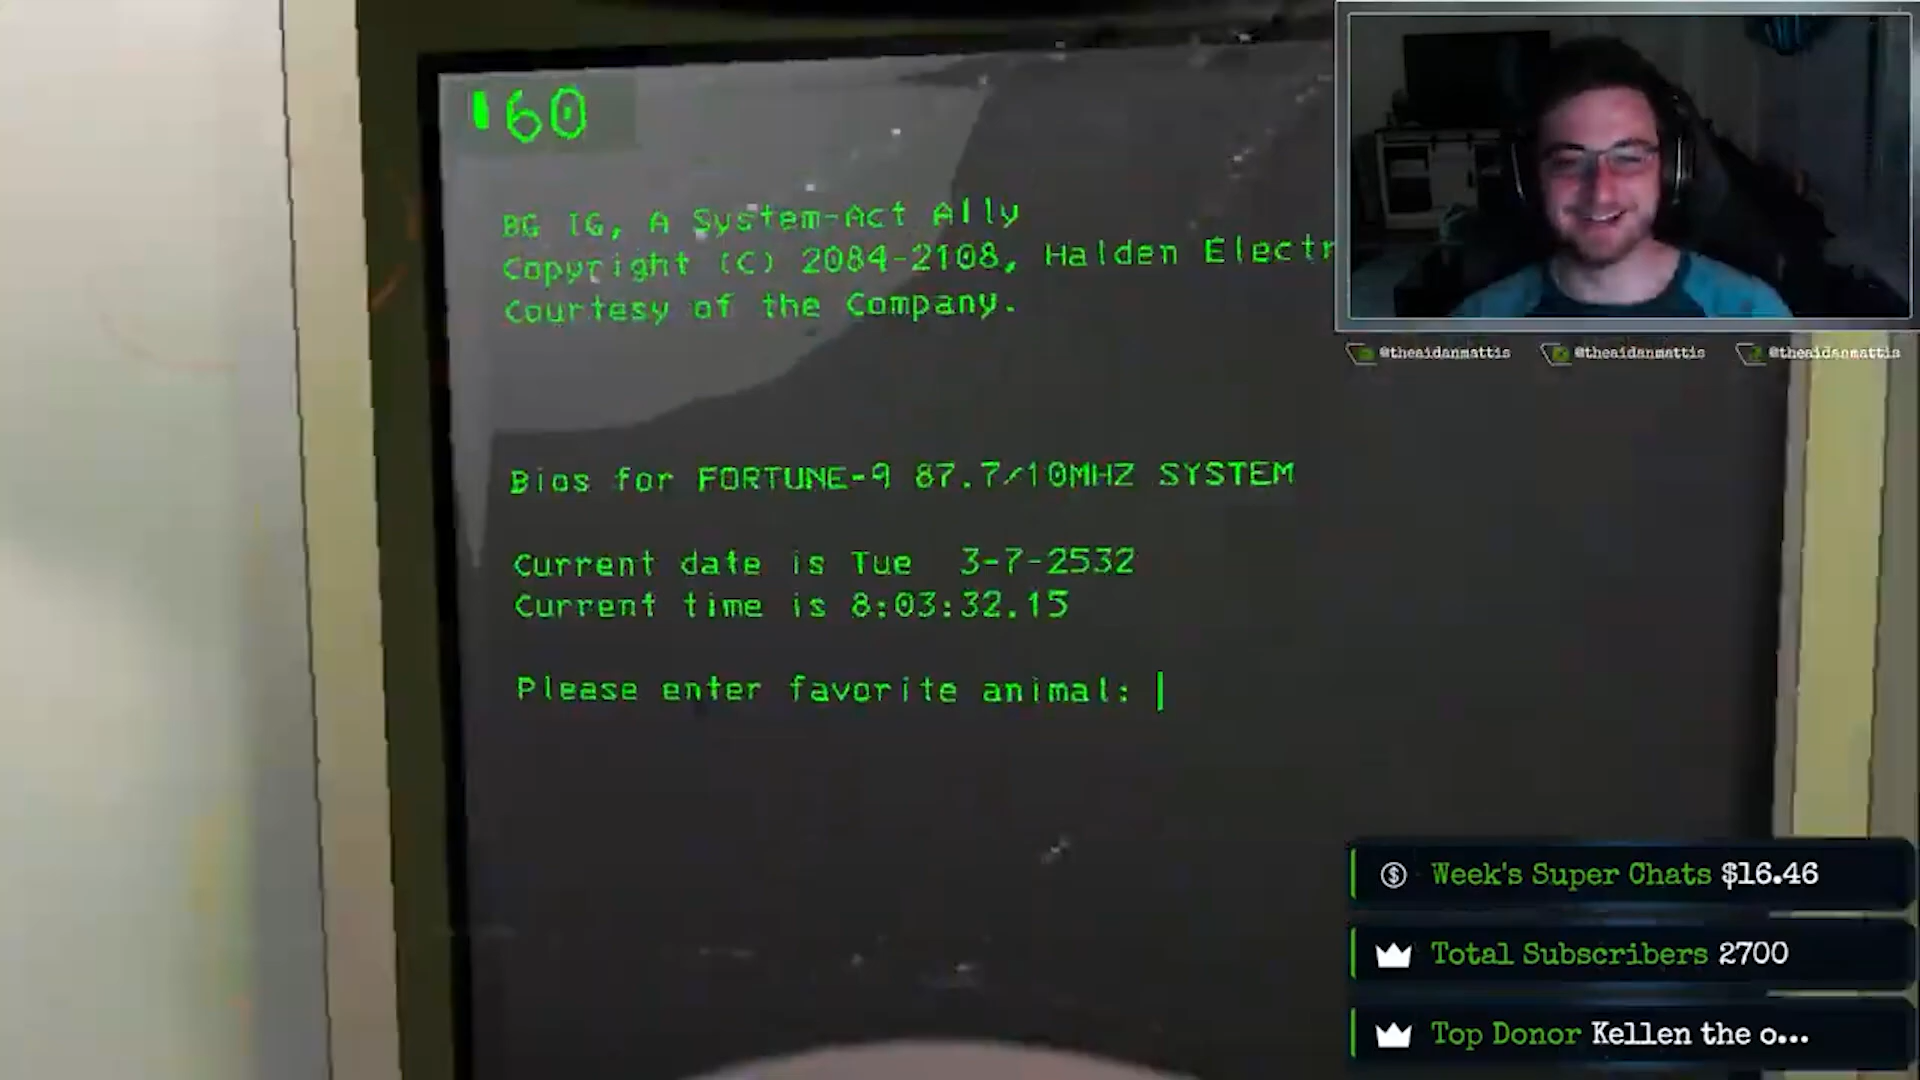 60
BG IG, A System-Act Ally
Copyright (C) 2084-2108, Halden Electr
Courtesy of the Company.
Bios for FORTUNE-9 87.7/10MHZ SYSTEM
Current date is Tue 3-7-2532
Current time is 8:03:32.15
Please enter favorite animal:
@theaidanmattis @theaidanmattis @theaidanmattis
Week's Super Chats $16.46
Total Subscribers 2700
Top Donor Kellen the o...